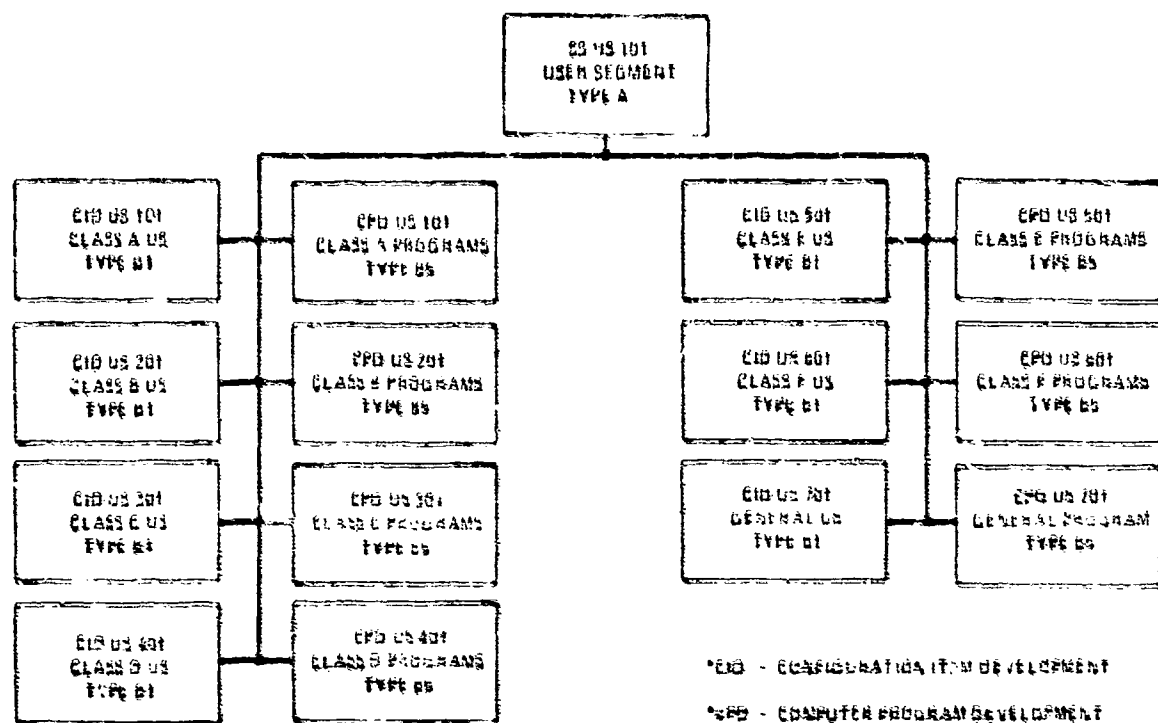 SS US 101
USER SEGMENT
TYPE A
CID US 101
CLASS A US
TYPE B1
CPD US 101
CLASS A PROGRAMS
TYPE B5
CID US 201
CLASS B US
TYPE B1
CPD US 201
CLASS B PROGRAMS
TYPE B5
CID US 301
CLASS C US
TYPE B1
CPD US 301
CLASS C PROGRAMS
TYPE B5
CID US 401
CLASS D US
TYPE B1
CPD US 401
CLASS D PROGRAMS
TYPE B5
CID US 501
CLASS E US
TYPE B1
CPD US 501
CLASS E PROGRAMS
TYPE B5
CID US 601
CLASS F US
TYPE B1
CPD US 601
CLASS F PROGRAMS
TYPE B5
CID US 701
GENERAL US
TYPE B1
CPD US 701
GENERAL PROGRAM
TYPE B5
*CID - CONFIGURATION ITEM DEVELOPMENT
*CPD - COMPUTER PROGRAM DEVELOPMENT